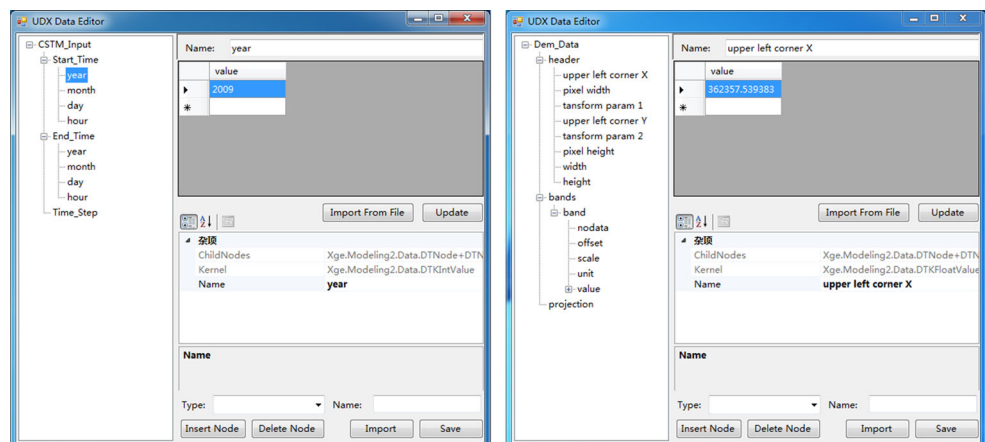 UDX Data Editor
CSTM_Input
Start_Time
year
month
day
hour
End_Time
year
month
day
hour
Time_Step
Name: year
value
2009
Import From File Update
杂项
ChildNodes Xge.Modeling2.Data.DTNode+DTN
Kernel Xge.Modeling2.Data.DTKIntValue
Name year
Name
Type: Name:
Insert Node Delete Node Import Save
UDX Data Editor
Dem_Data
header
upper left corner X
pixel width
tansform param 1
upper left corner Y
tansform param 2
pixel height
width
height
bands
band
nodata
offset
scale
unit
value
projection
Name: upper left corner X
value
362357.539383
Import From File Update
杂项
ChildNodes Xge.Modeling2.Data.DTNode+DTN
Kernel Xge.Modeling2.Data.DTKFloatValue
Name upper left corner X
Name
Type: Name:
Insert Node Delete Node Import Save